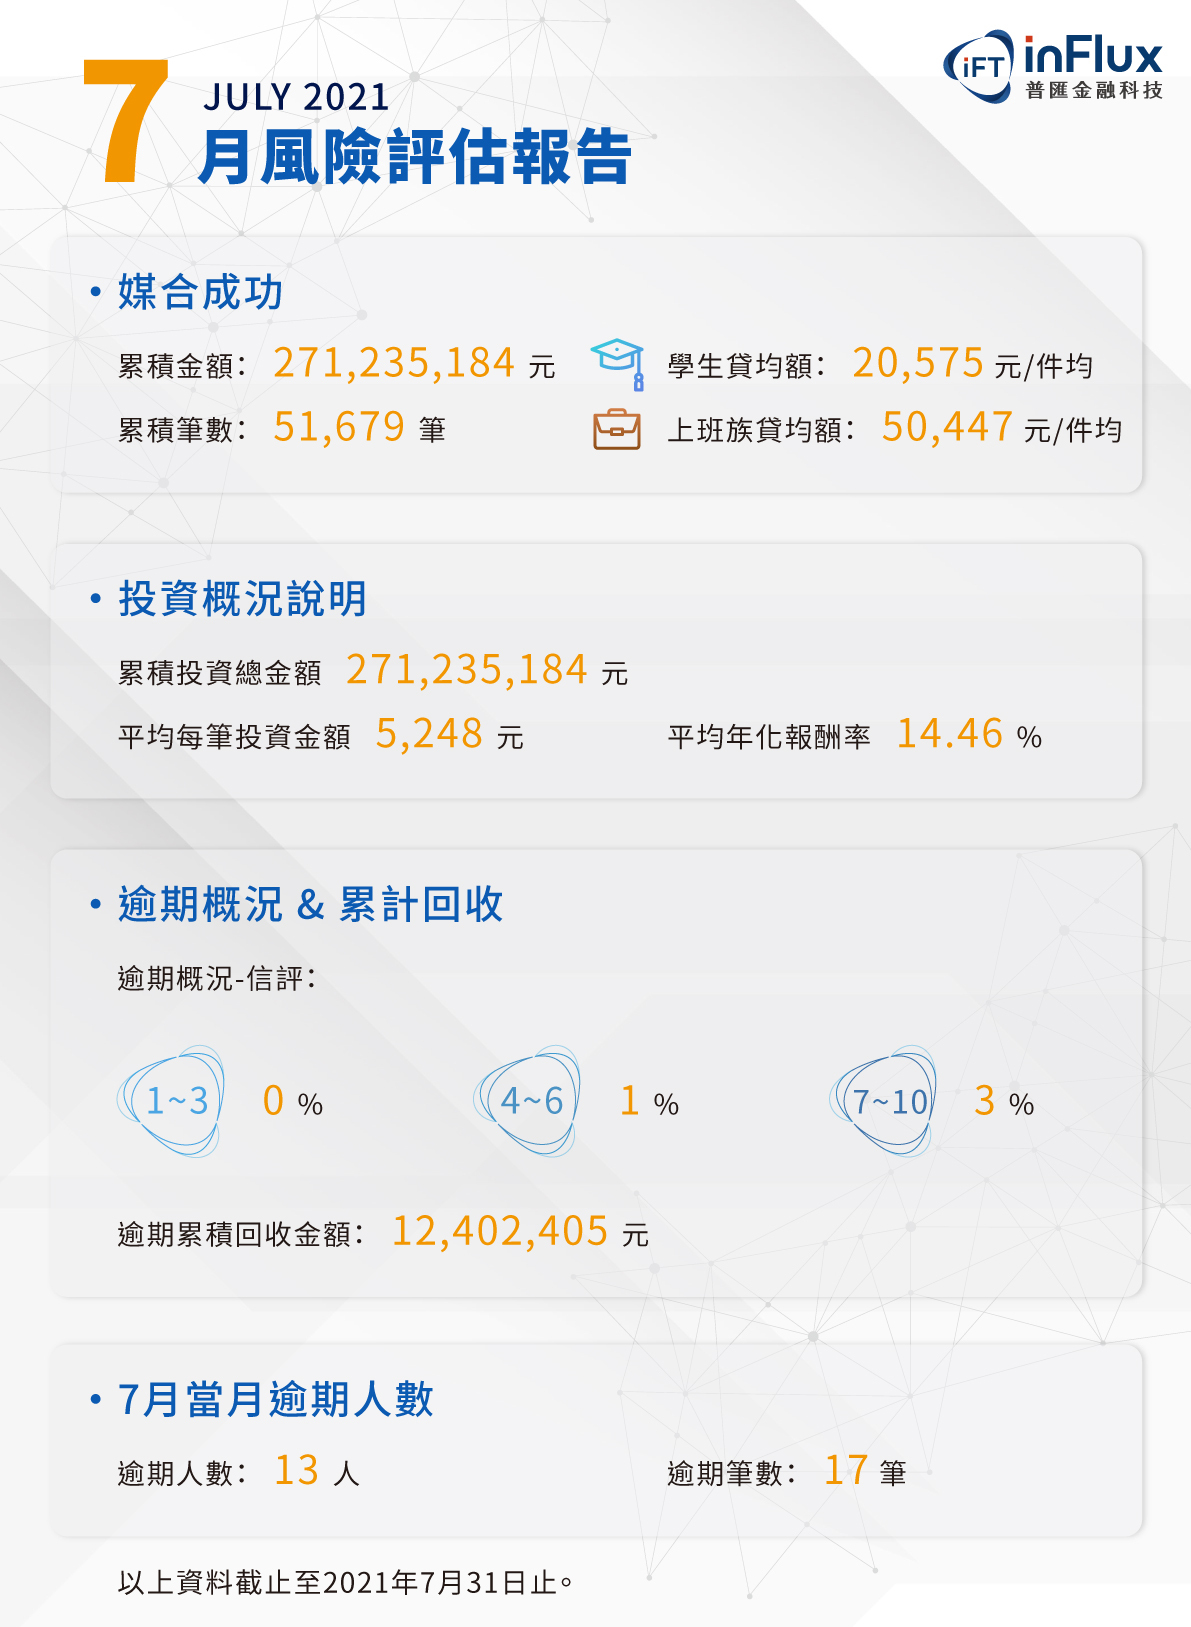 7
JULY 2021
月風險評估報告
iFT
inFlux
普匯金融科技
• 媒合成功
累積金額： 271,235,184 元
學生貸均額： 20,575 元/件均
累積筆數： 51,679 筆
上班族貸均額： 50,447 元/件均
• 投資概況說明
累積投資總金額 271,235,184 元
平均每筆投資金額 5,248 元
平均年化報酬率 14.46 %
• 逾期概況 & 累計回收
逾期概況-信評：
1~3 0 %
4~6 1 %
7~10 3 %
逾期累積回收金額： 12,402,405 元
• 7月當月逾期人數
逾期人數： 13 人
逾期筆數： 17 筆
以上資料截止至2021年7月31日止。